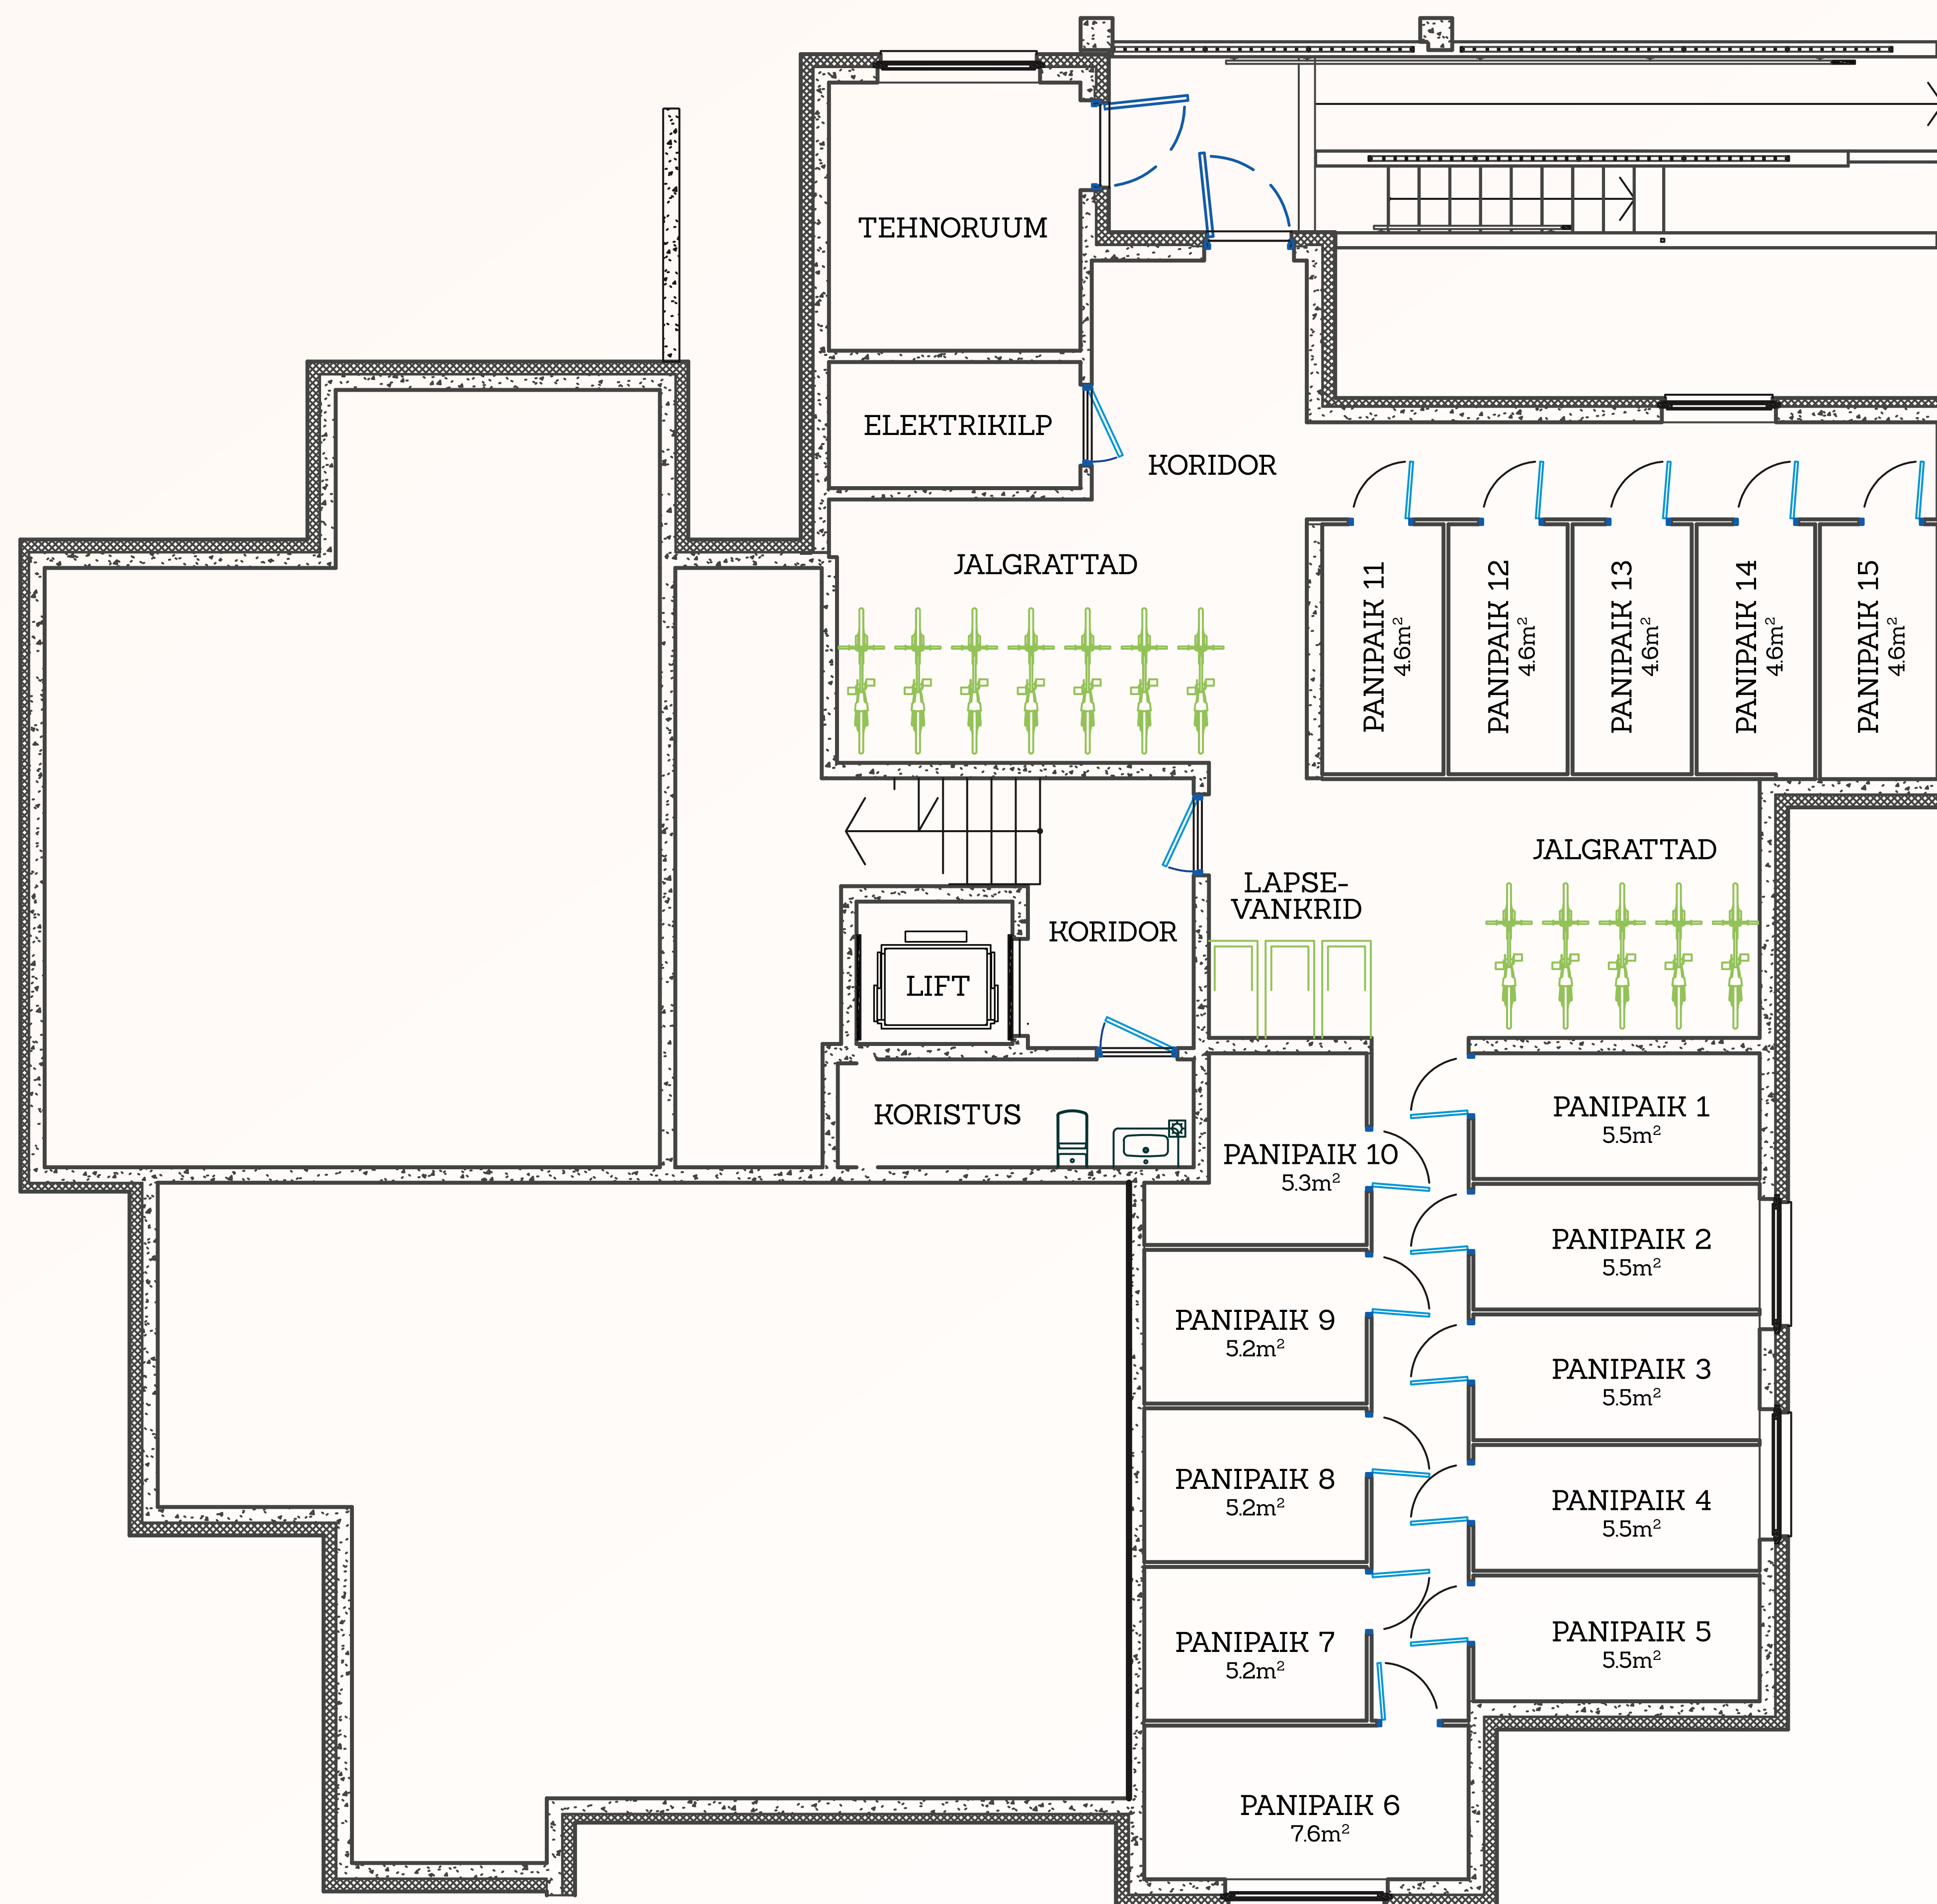 TEHNORUUM
ELEKTRIKILP
KORIDOR
JALGRATTAD
PANIPAIK 11
4.6m²
PANIPAIK 12
4.6m²
PANIPAIK 13
4.6m²
PANIPAIK 14
4.6m²
PANIPAIK 15
4.6m²
JALGRATTAD
LAPSE-
VANKRID
KORIDOR
LIFT
KORISTUS
PANIPAIK 1
5.5m²
PANIPAIK 10
5.3m²
PANIPAIK 2
5.5m²
PANIPAIK 9
5.2m²
PANIPAIK 3
5.5m²
PANIPAIK 8
5.2m²
PANIPAIK 4
5.5m²
PANIPAIK 7
5.2m²
PANIPAIK 5
5.5m²
PANIPAIK 6
7.6m²